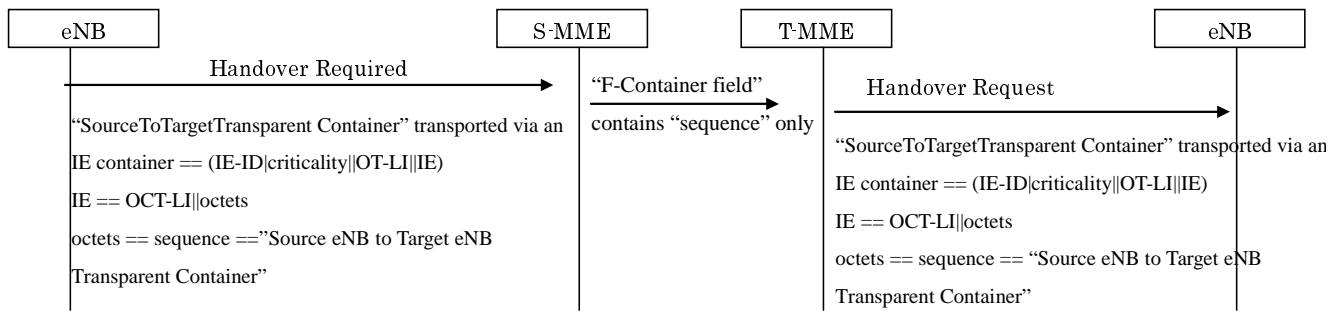 eNB
S-MME
T-MME
eNB
Handover Required
“SourceToTargetTransparent Container” transported via an
IE container == (IE-ID|criticality||OT-LI||IE)
IE == OCT-LI||octets
octets == sequence ==”Source eNB to Target eNB
Transparent Container”
“F-Container field”
contains “sequence” only
Handover Request
“SourceToTargetTransparent Container” transported via an
IE container == (IE-ID|criticality||OT-LI||IE)
IE == OCT-LI||octets
octets == sequence == “Source eNB to Target eNB
Transparent Container”